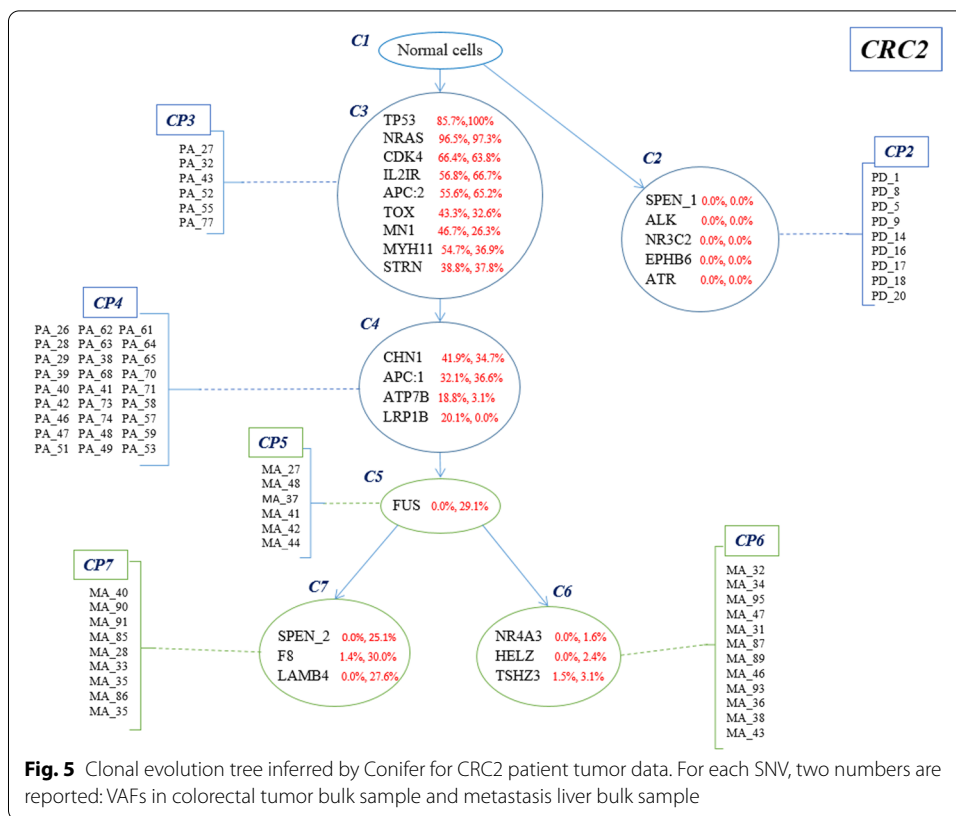 C1
Normal cells
CRC2
CP3
PA_27
PA_32
PA_43
PA_52
PA_55
PA_77
C3
TP53 85.7%,100%
NRAS 96.5%, 97.3%
CDK4 66.4%, 63.8%
IL2IR 56.8%, 66.7%
APC:2 55.6%, 65.2%
TOX 43.3%, 32.6%
MN1 46.7%, 26.3%
MYH11 54.7%, 36.9%
STRN 38.8%, 37.8%
C2
SPEN_1 0.0%, 0.0%
ALK 0.0%, 0.0%
NR3C2 0.0%, 0.0%
EPHB6 0.0%, 0.0%
ATR 0.0%, 0.0%
CP2
PD_1
PD_8
PD_5
PD_9
PD_14
PD_16
PD_17
PD_18
PD_20
CP4
PA_26 PA_62 PA_61
PA_28 PA_63 PA_64
PA_29 PA_38 PA_65
PA_39 PA_68 PA_70
PA_40 PA_41 PA_71
PA_42 PA_73 PA_58
PA_46 PA_74 PA_57
PA_47 PA_48 PA_59
PA_51 PA_49 PA_53
C4
CHN1 41.9%, 34.7%
APC:1 32.1%, 36.6%
ATP7B 18.8%, 3.1%
LRP1B 20.1%, 0.0%
CP5
MA_27
MA_48
MA_37
MA_41
MA_42
MA_44
C5
FUS 0.0%, 29.1%
CP7
MA_40
MA_90
MA_91
MA_85
MA_28
MA_33
MA_35
MA_86
MA_35
C7
SPEN_2 0.0%, 25.1%
F8 1.4%, 30.0%
LAMB4 0.0%, 27.6%
C6
NR4A3 0.0%, 1.6%
HELZ 0.0%, 2.4%
TSHZ3 1.5%, 3.1%
CP6
MA_32
MA_34
MA_95
MA_47
MA_31
MA_87
MA_89
MA_46
MA_93
MA_36
MA_38
MA_43
Fig. 5 Clonal evolution tree inferred by Conifer for CRC2 patient tumor data. For each SNV, two numbers are
reported: VAFs in colorectal tumor bulk sample and metastasis liver bulk sample